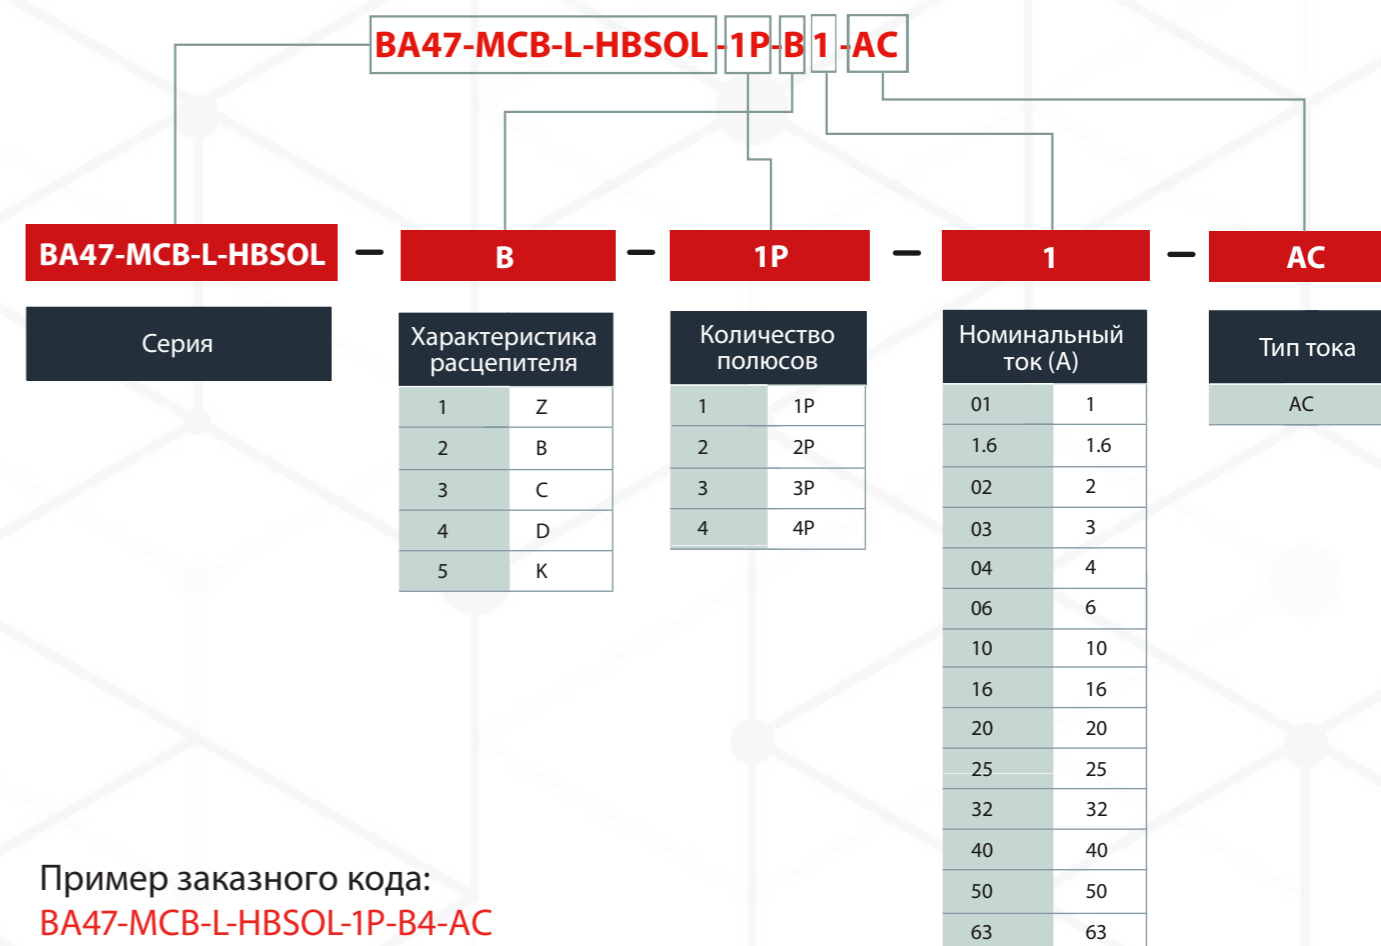 BA47-MCB-L-HBSOL-1P-B1-AC
BA47-MCB-L-HBSOL – B – 1P – 1 – AC
Серия
Характеристика
расцепителя
1 Z
2 B
3 C
4 D
5 K
Количество
полюсов
1 1P
2 2P
3 3P
4 4P
Номинальный
ток (А)
01 1
1.6 1.6
02 2
03 3
04 4
06 6
10 10
16 16
20 20
25 25
32 32
40 40
50 50
63 63
Тип тока
AC
Пример заказного кода:
BA47-MCB-L-HBSOL-1P-B4-AC